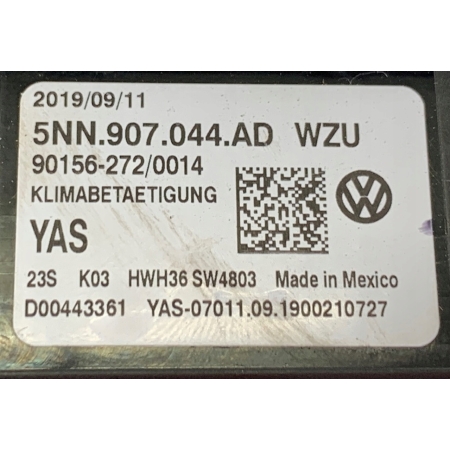 2019/09/11
5NN.907.044.AD WZU
90156-272/0014
KLIMABETAETIGUNG
YAS
23S K03 HWH36 SW4803 Made in Mexico
D00443361 YAS-07011.09.1900210727